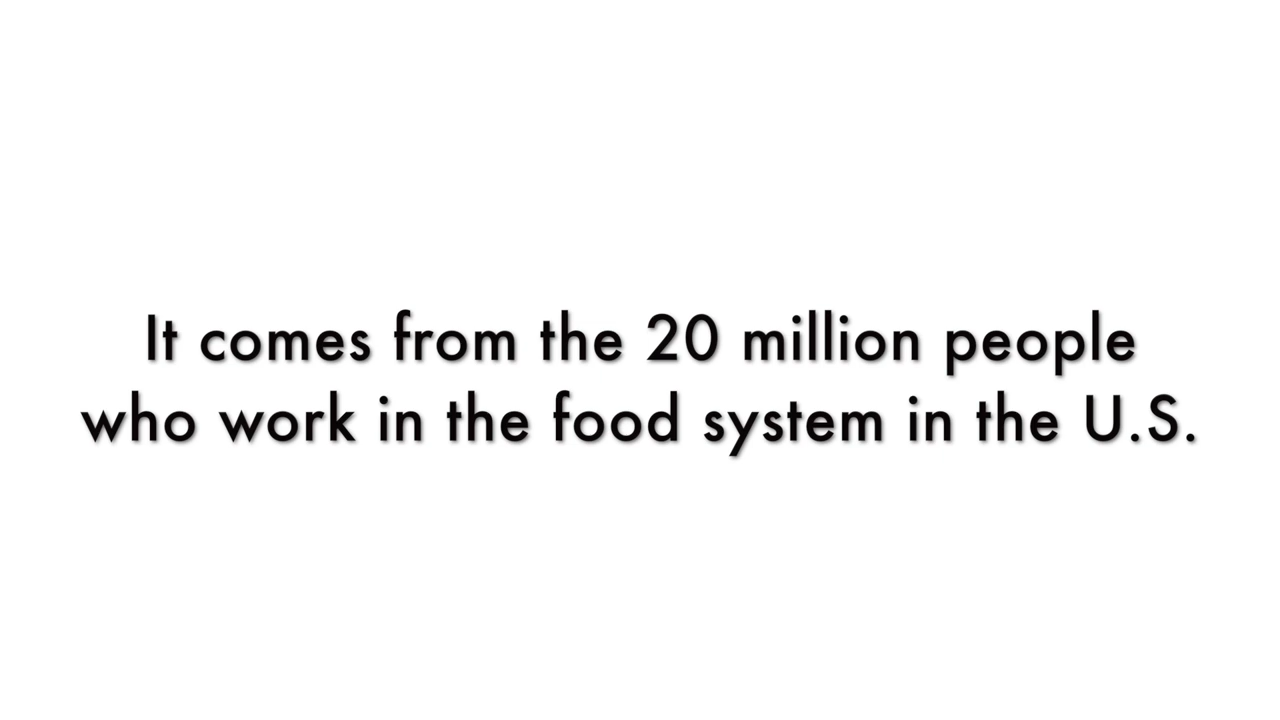 It comes from the 20 million people
who work in the food system in the U.S.